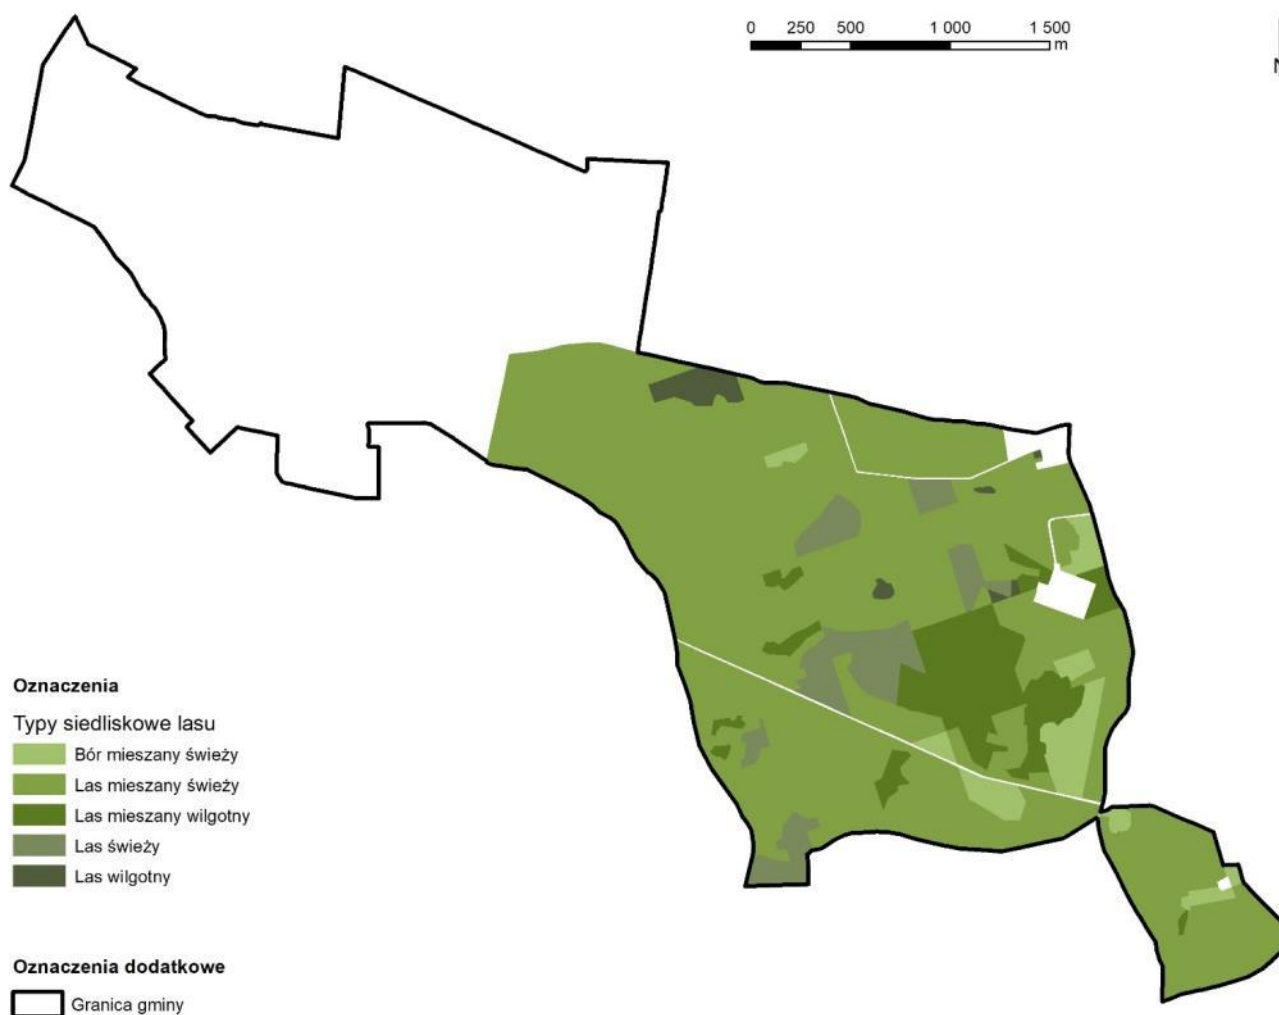 0 250 500 1 000 1 500
m
N
Oznaczenia
Typy siedliskowe lasu
Bór mieszany świeży
Las mieszany świeży
Las mieszany wilgotny
Las świeży
Las wilgotny
Oznaczenia dodatkowe
Granica gminy